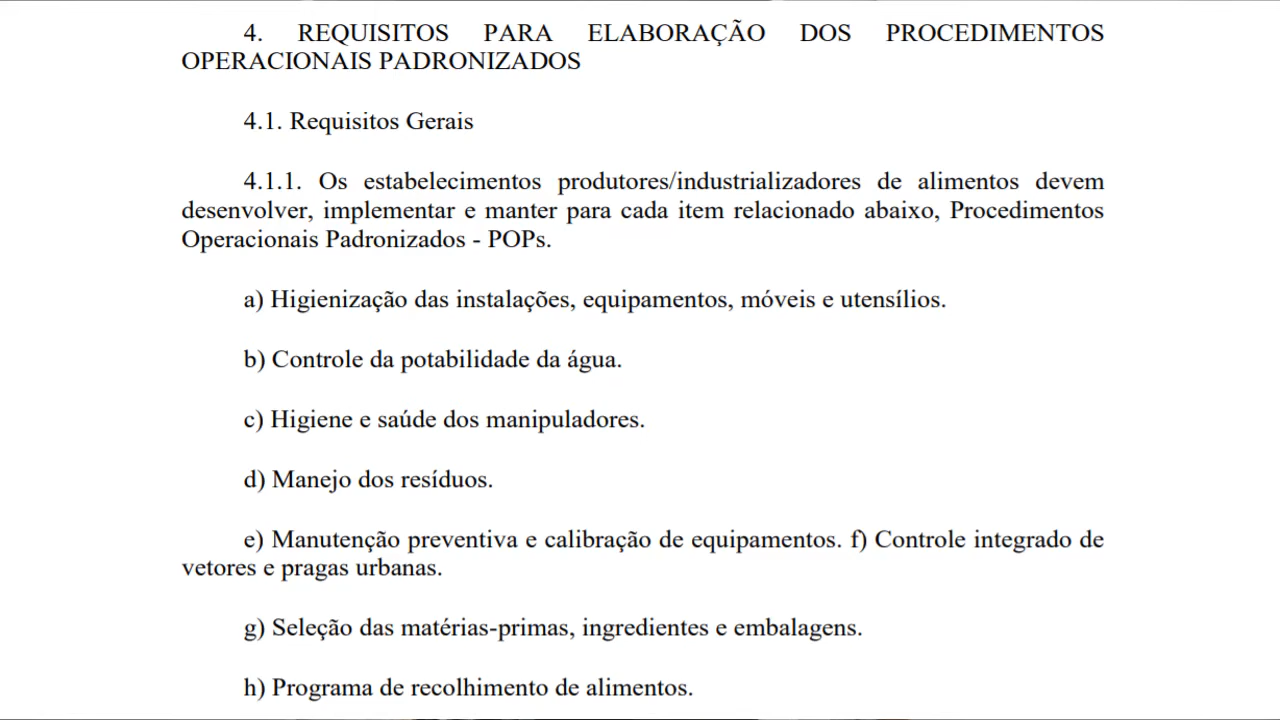 4. REQUISITOS PARA ELABORAÇÃO DOS PROCEDIMENTOS
OPERACIONAIS PADRONIZADOS
4.1. Requisitos Gerais
4.1.1. Os estabelecimentos produtores/industrializadores de alimentos devem
desenvolver, implementar e manter para cada item relacionado abaixo, Procedimentos
Operacionais Padronizados - POPs.
a) Higienização das instalações, equipamentos, móveis e utensílios.
b) Controle da potabilidade da água.
c) Higiene e saúde dos manipuladores.
d) Manejo dos resíduos.
e) Manutenção preventiva e calibração de equipamentos. f) Controle integrado de
vetores e pragas urbanas.
g) Seleção das matérias-primas, ingredientes e embalagens.
h) Programa de recolhimento de alimentos.